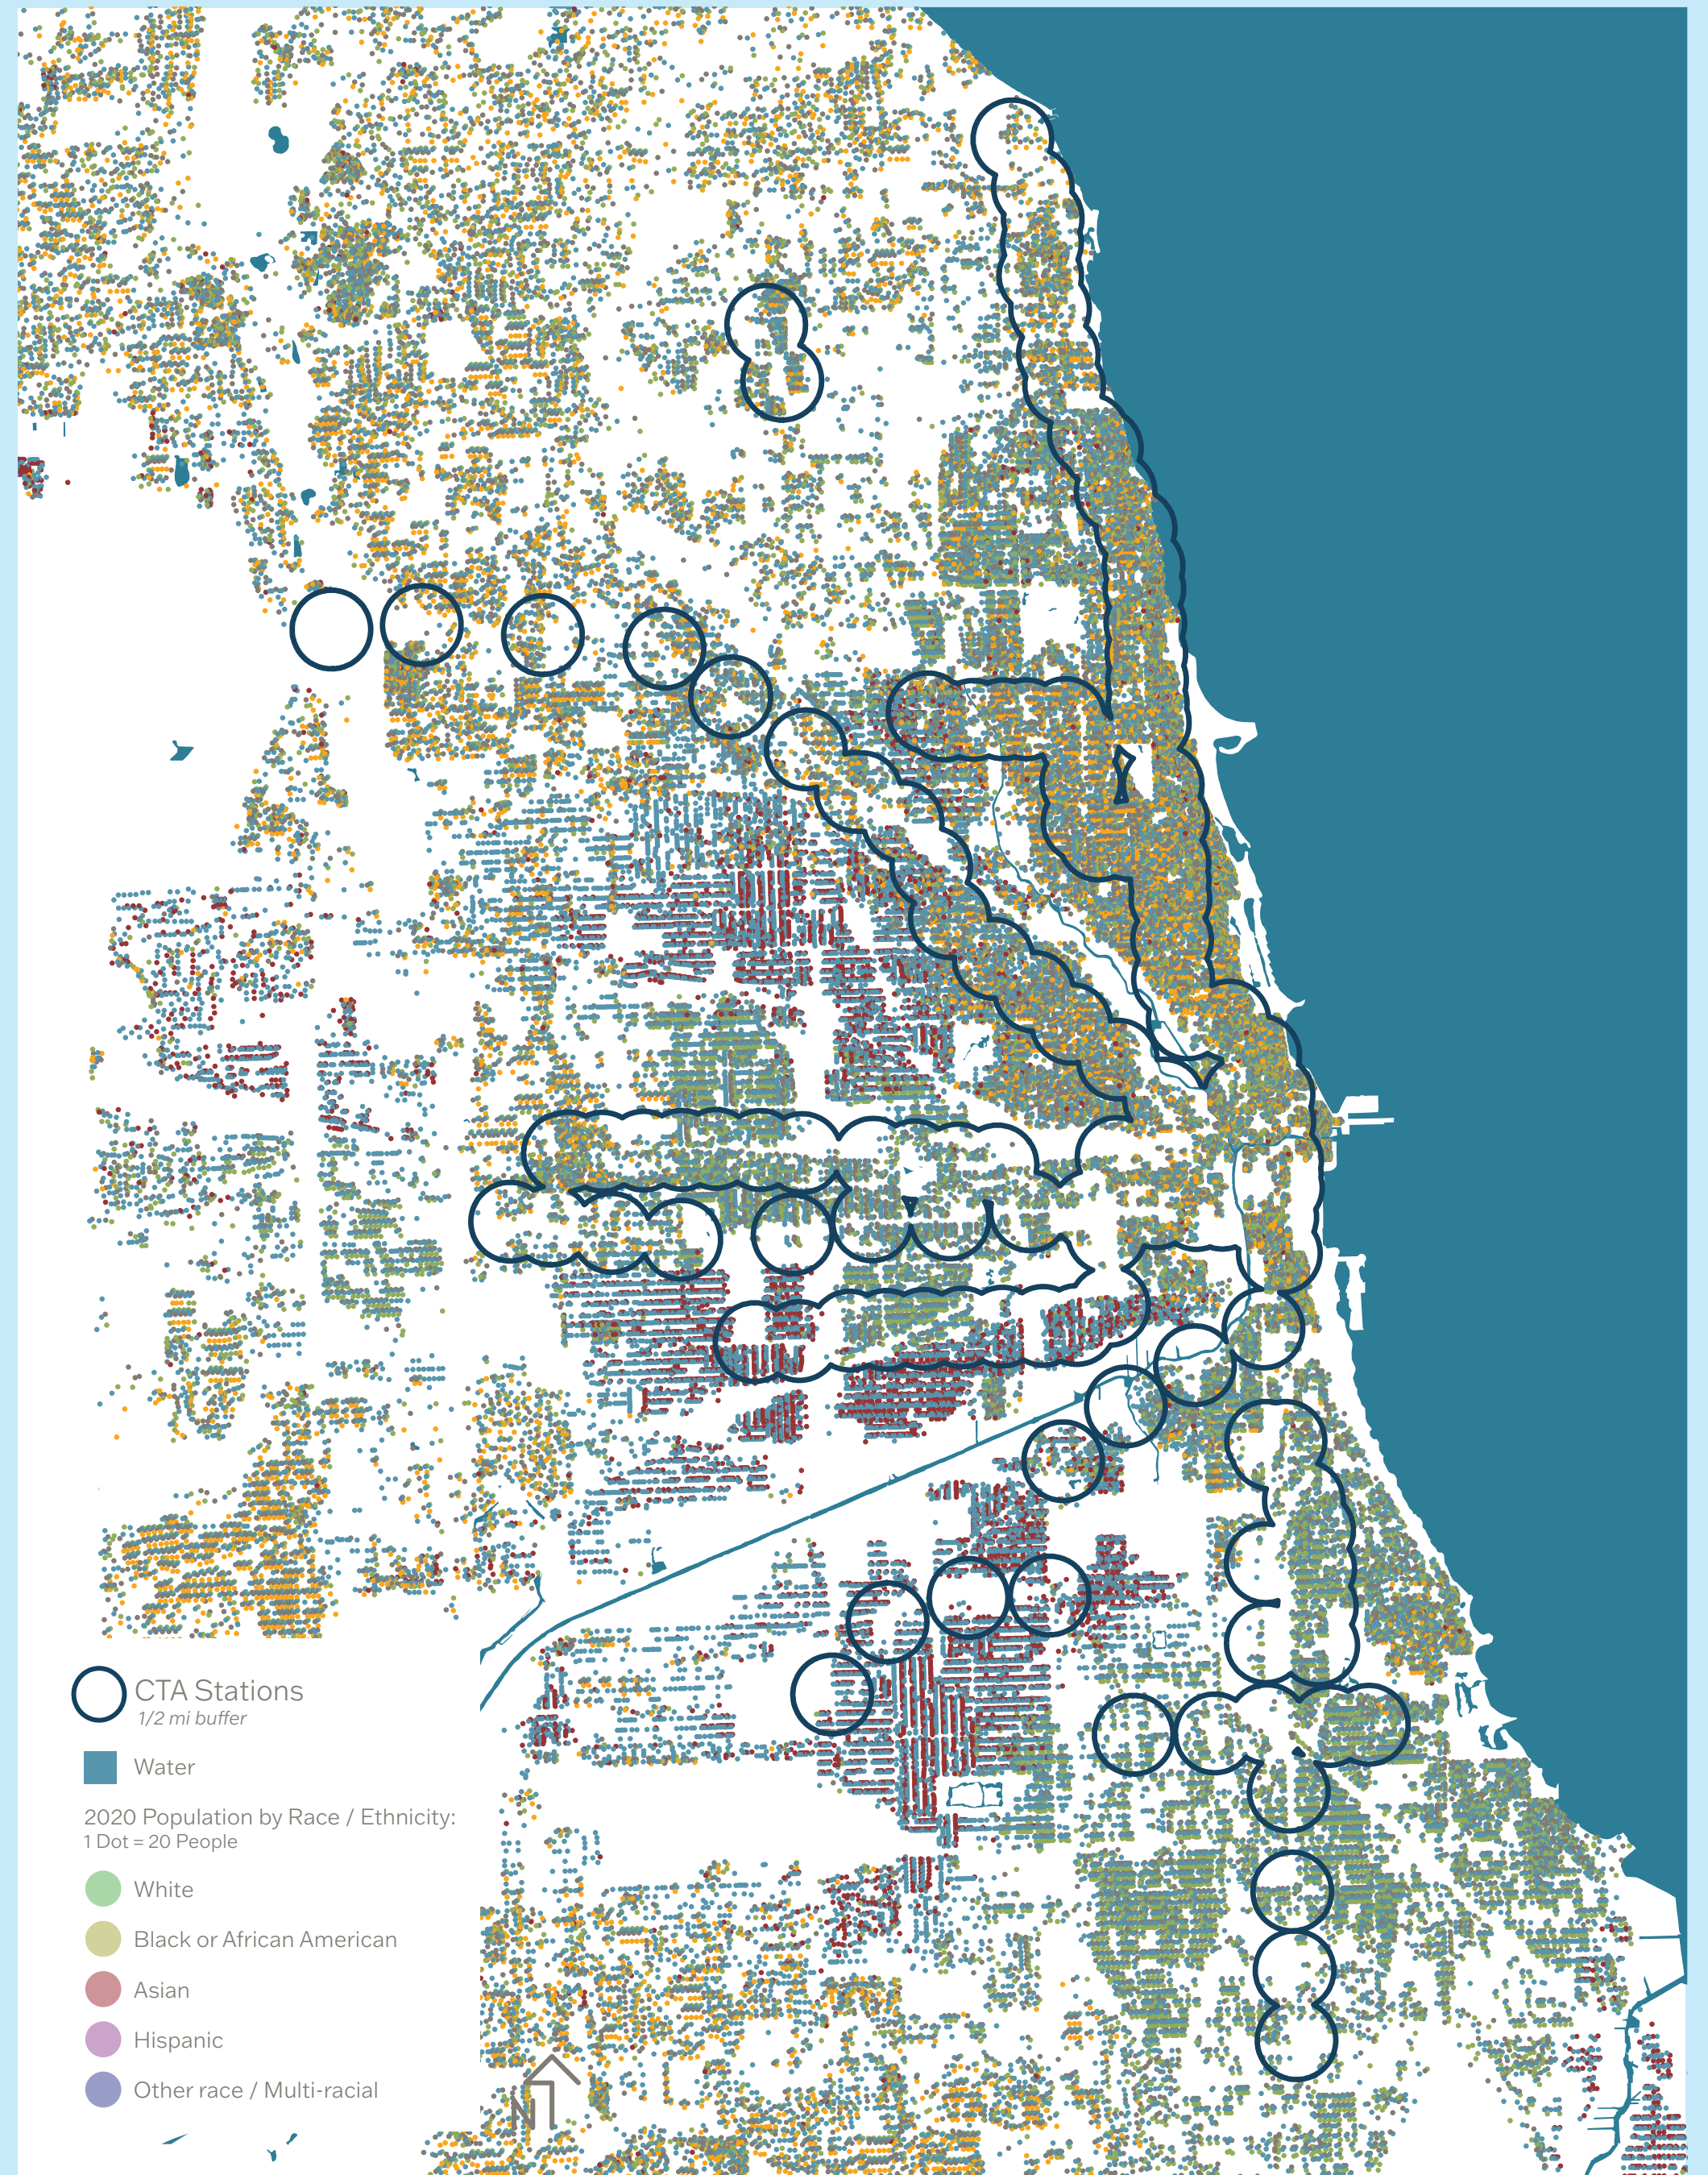 CTA Stations
1/2 mi buffer
Water
2020 Population by Race / Ethnicity:
1 Dot = 20 People
White
Black or African American
Asian
Hispanic
Other race / Multi-racial
N